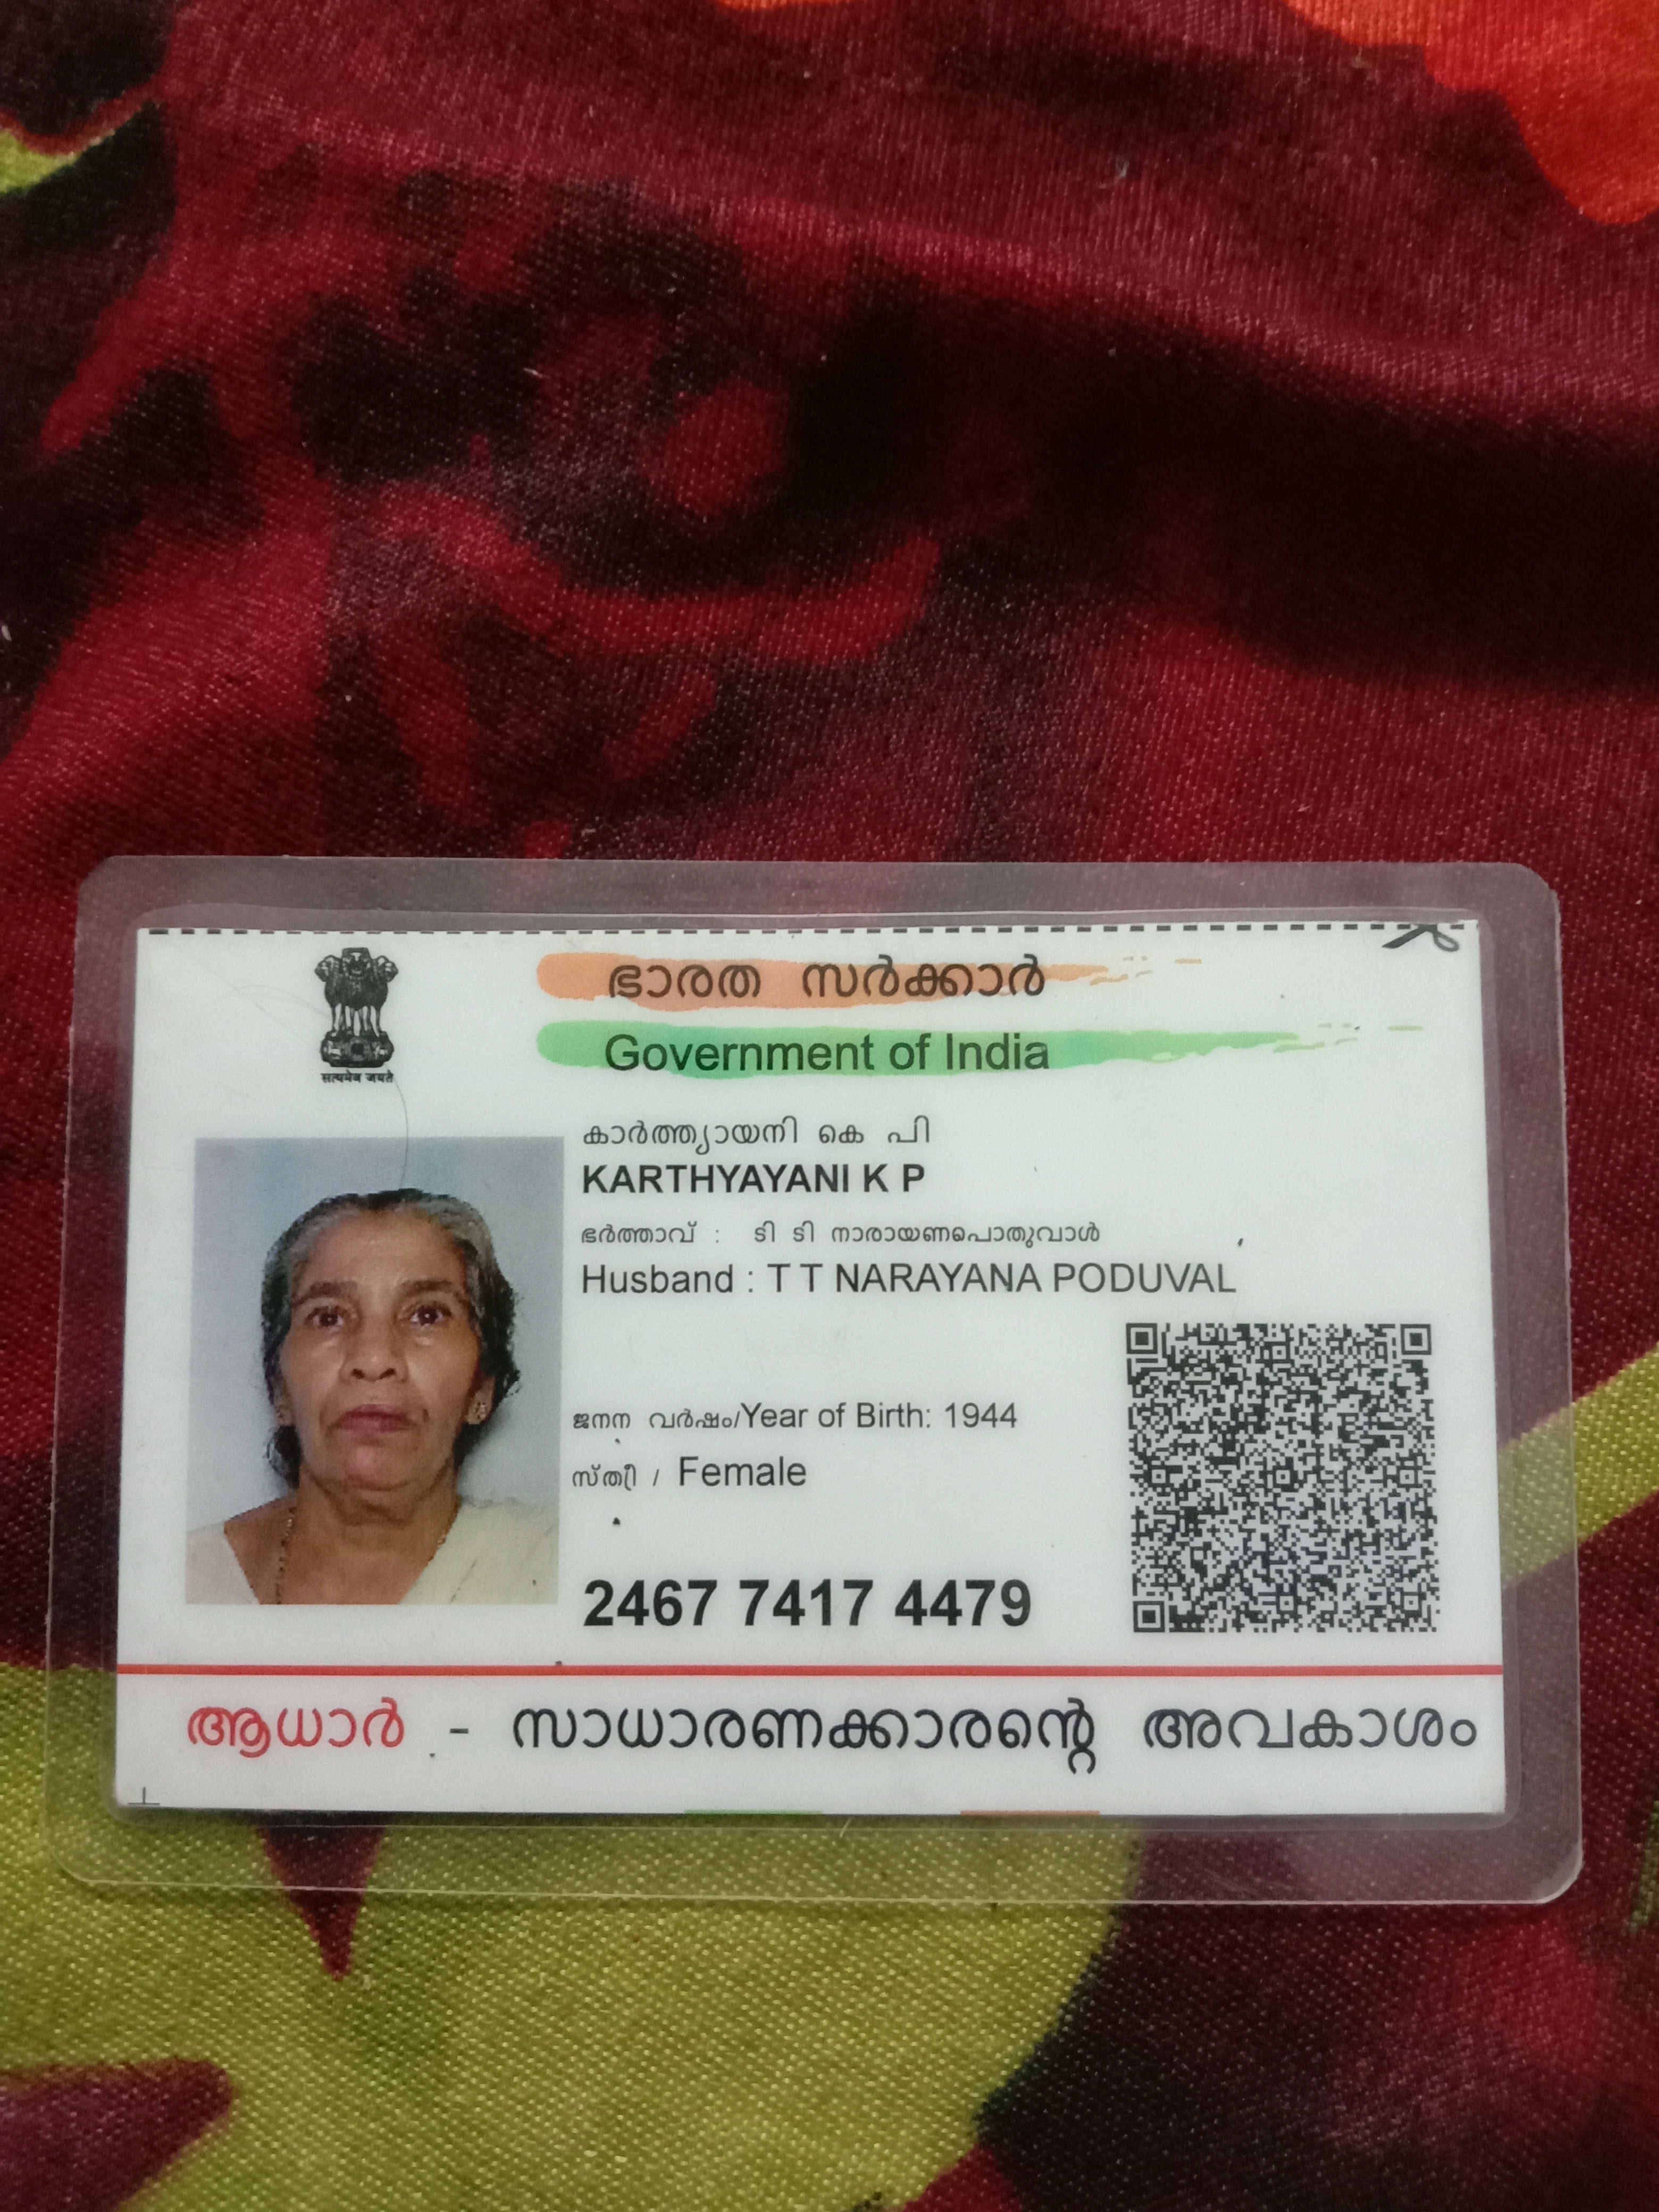 ഭാരത സർക്കാർ
Government of India
सत्यमेव जयते
കാർത്ത്യായനി കെ പി
KARTHYAYANI K P
ഭർത്താവ് : ടി ടി നാരായണപൊതുവാൾ
Husband : T T NARAYANA PODUVAL
ജനന വർഷം/Year of Birth: 1944
സ്ത്രീ / Female
2467 7417 4479
ആധാർ - സാധാരണക്കാരന്റെ അവകാശം